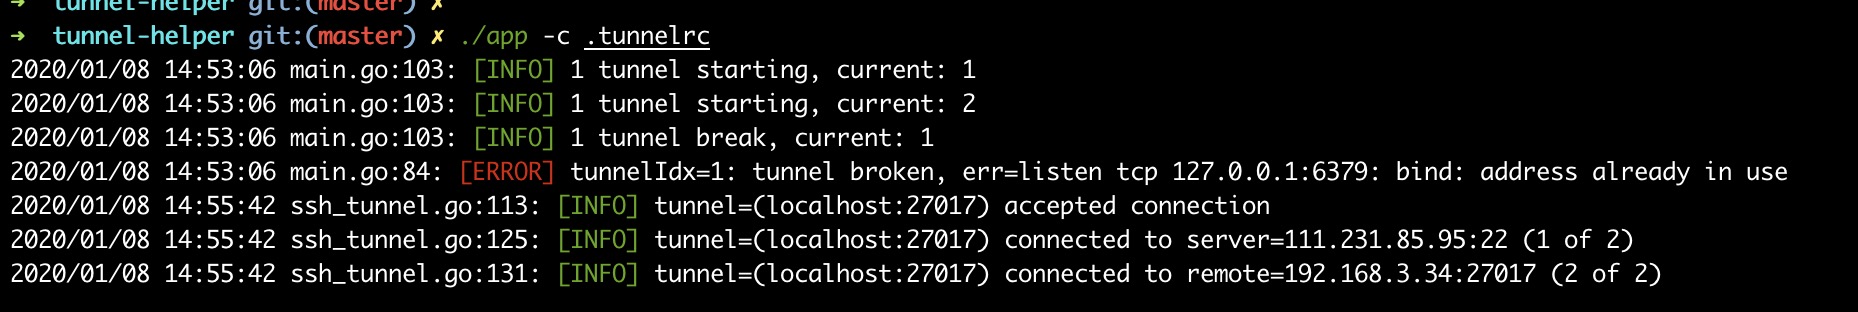 ➜  tunnel-helper git:(master) ✗
➜  tunnel-helper git:(master) ✗ ./app -c .tunnelrc
2020/01/08 14:53:06 main.go:103: [INFO] 1 tunnel starting, current: 1
2020/01/08 14:53:06 main.go:103: [INFO] 1 tunnel starting, current: 2
2020/01/08 14:53:06 main.go:103: [INFO] 1 tunnel break, current: 1
2020/01/08 14:53:06 main.go:84: [ERROR] tunnelIdx=1: tunnel broken, err=listen tcp 127.0.0.1:6379: bind: address already in use
2020/01/08 14:55:42 ssh_tunnel.go:113: [INFO] tunnel=(localhost:27017) accepted connection
2020/01/08 14:55:42 ssh_tunnel.go:125: [INFO] tunnel=(localhost:27017) connected to server=111.231.85.95:22 (1 of 2)
2020/01/08 14:55:42 ssh_tunnel.go:131: [INFO] tunnel=(localhost:27017) connected to remote=192.168.3.34:27017 (2 of 2)